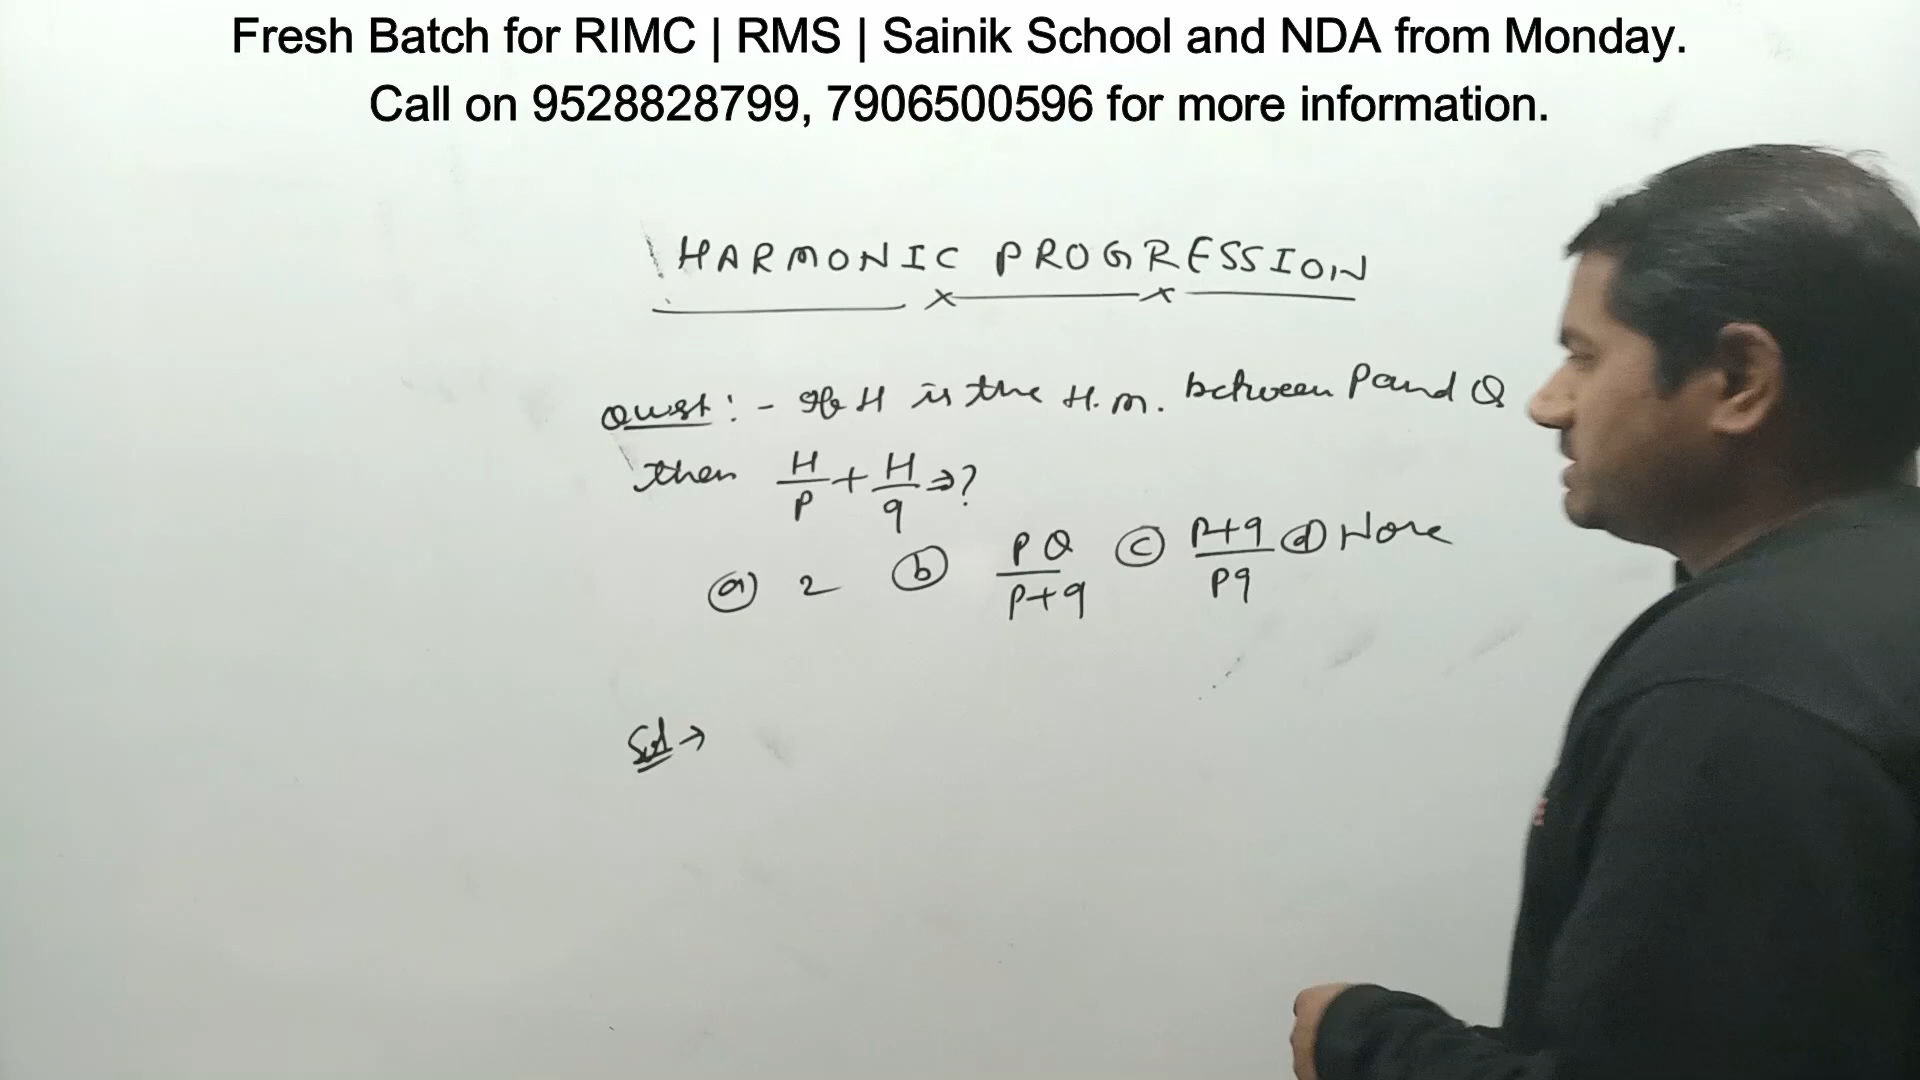 Fresh Batch for RIMC | RMS | Sainik School and NDA from Monday.
Call on 9528828799, 7906500596 for more information.
HARMONIC PROGRESSION
Quest :- If H is the H.M. between P and Q
then H/P + H/q ⇒ ?
(a) 2 (b) PQ/P+q (c) P+q/Pq (d) None
Sol →